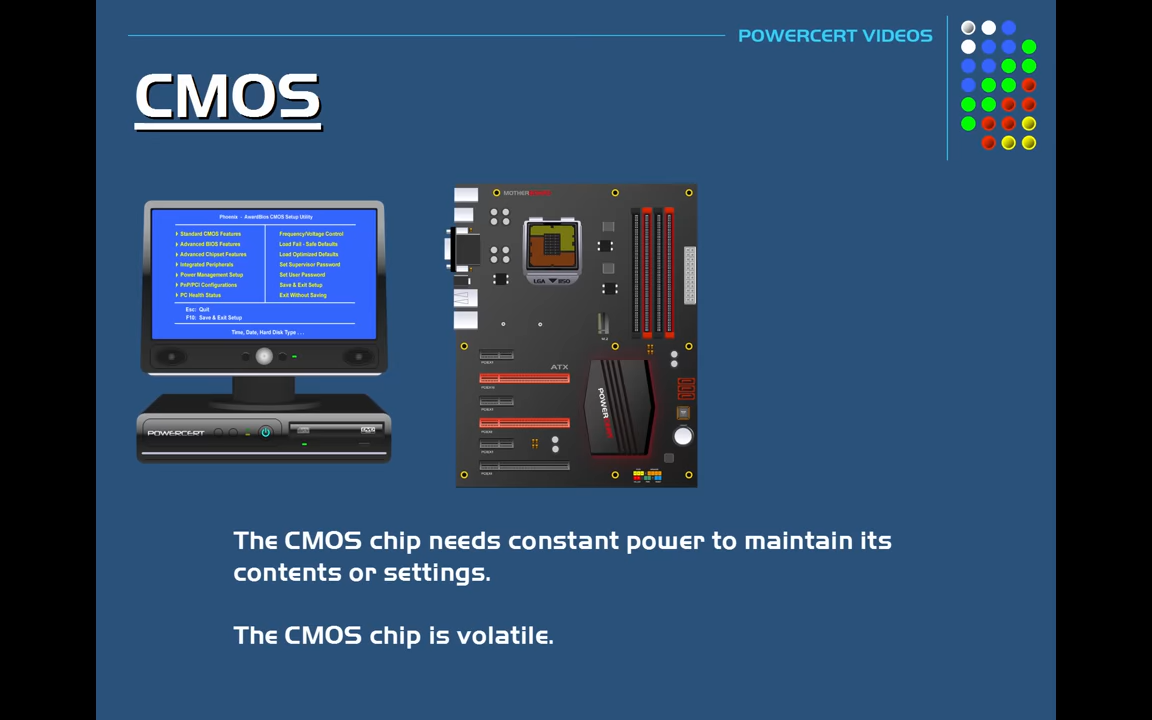 POWERCERT VIDEOS
CMOS
Phoenix - AwardBios CMOS Setup Utility
Standard CMOS Features
Advanced BIOS Features
Advanced Chipset Features
Integrated Peripherals
Power Management Setup
PnP/PCI Configurations
PC Health Status
Frequency/Voltage Control
Load Fail - Safe Defaults
Load Optimized Defaults
Set Supervisor Password
Set User Password
Save & Exit Setup
Exit Without Saving
Esc: Quit
F10: Save & Exit Setup
Time, Date, Hard Disk Type . . .
POWERCERT
LGA 850
ATX
The CMOS chip needs constant power to maintain its
contents or settings.
The CMOS chip is volatile.